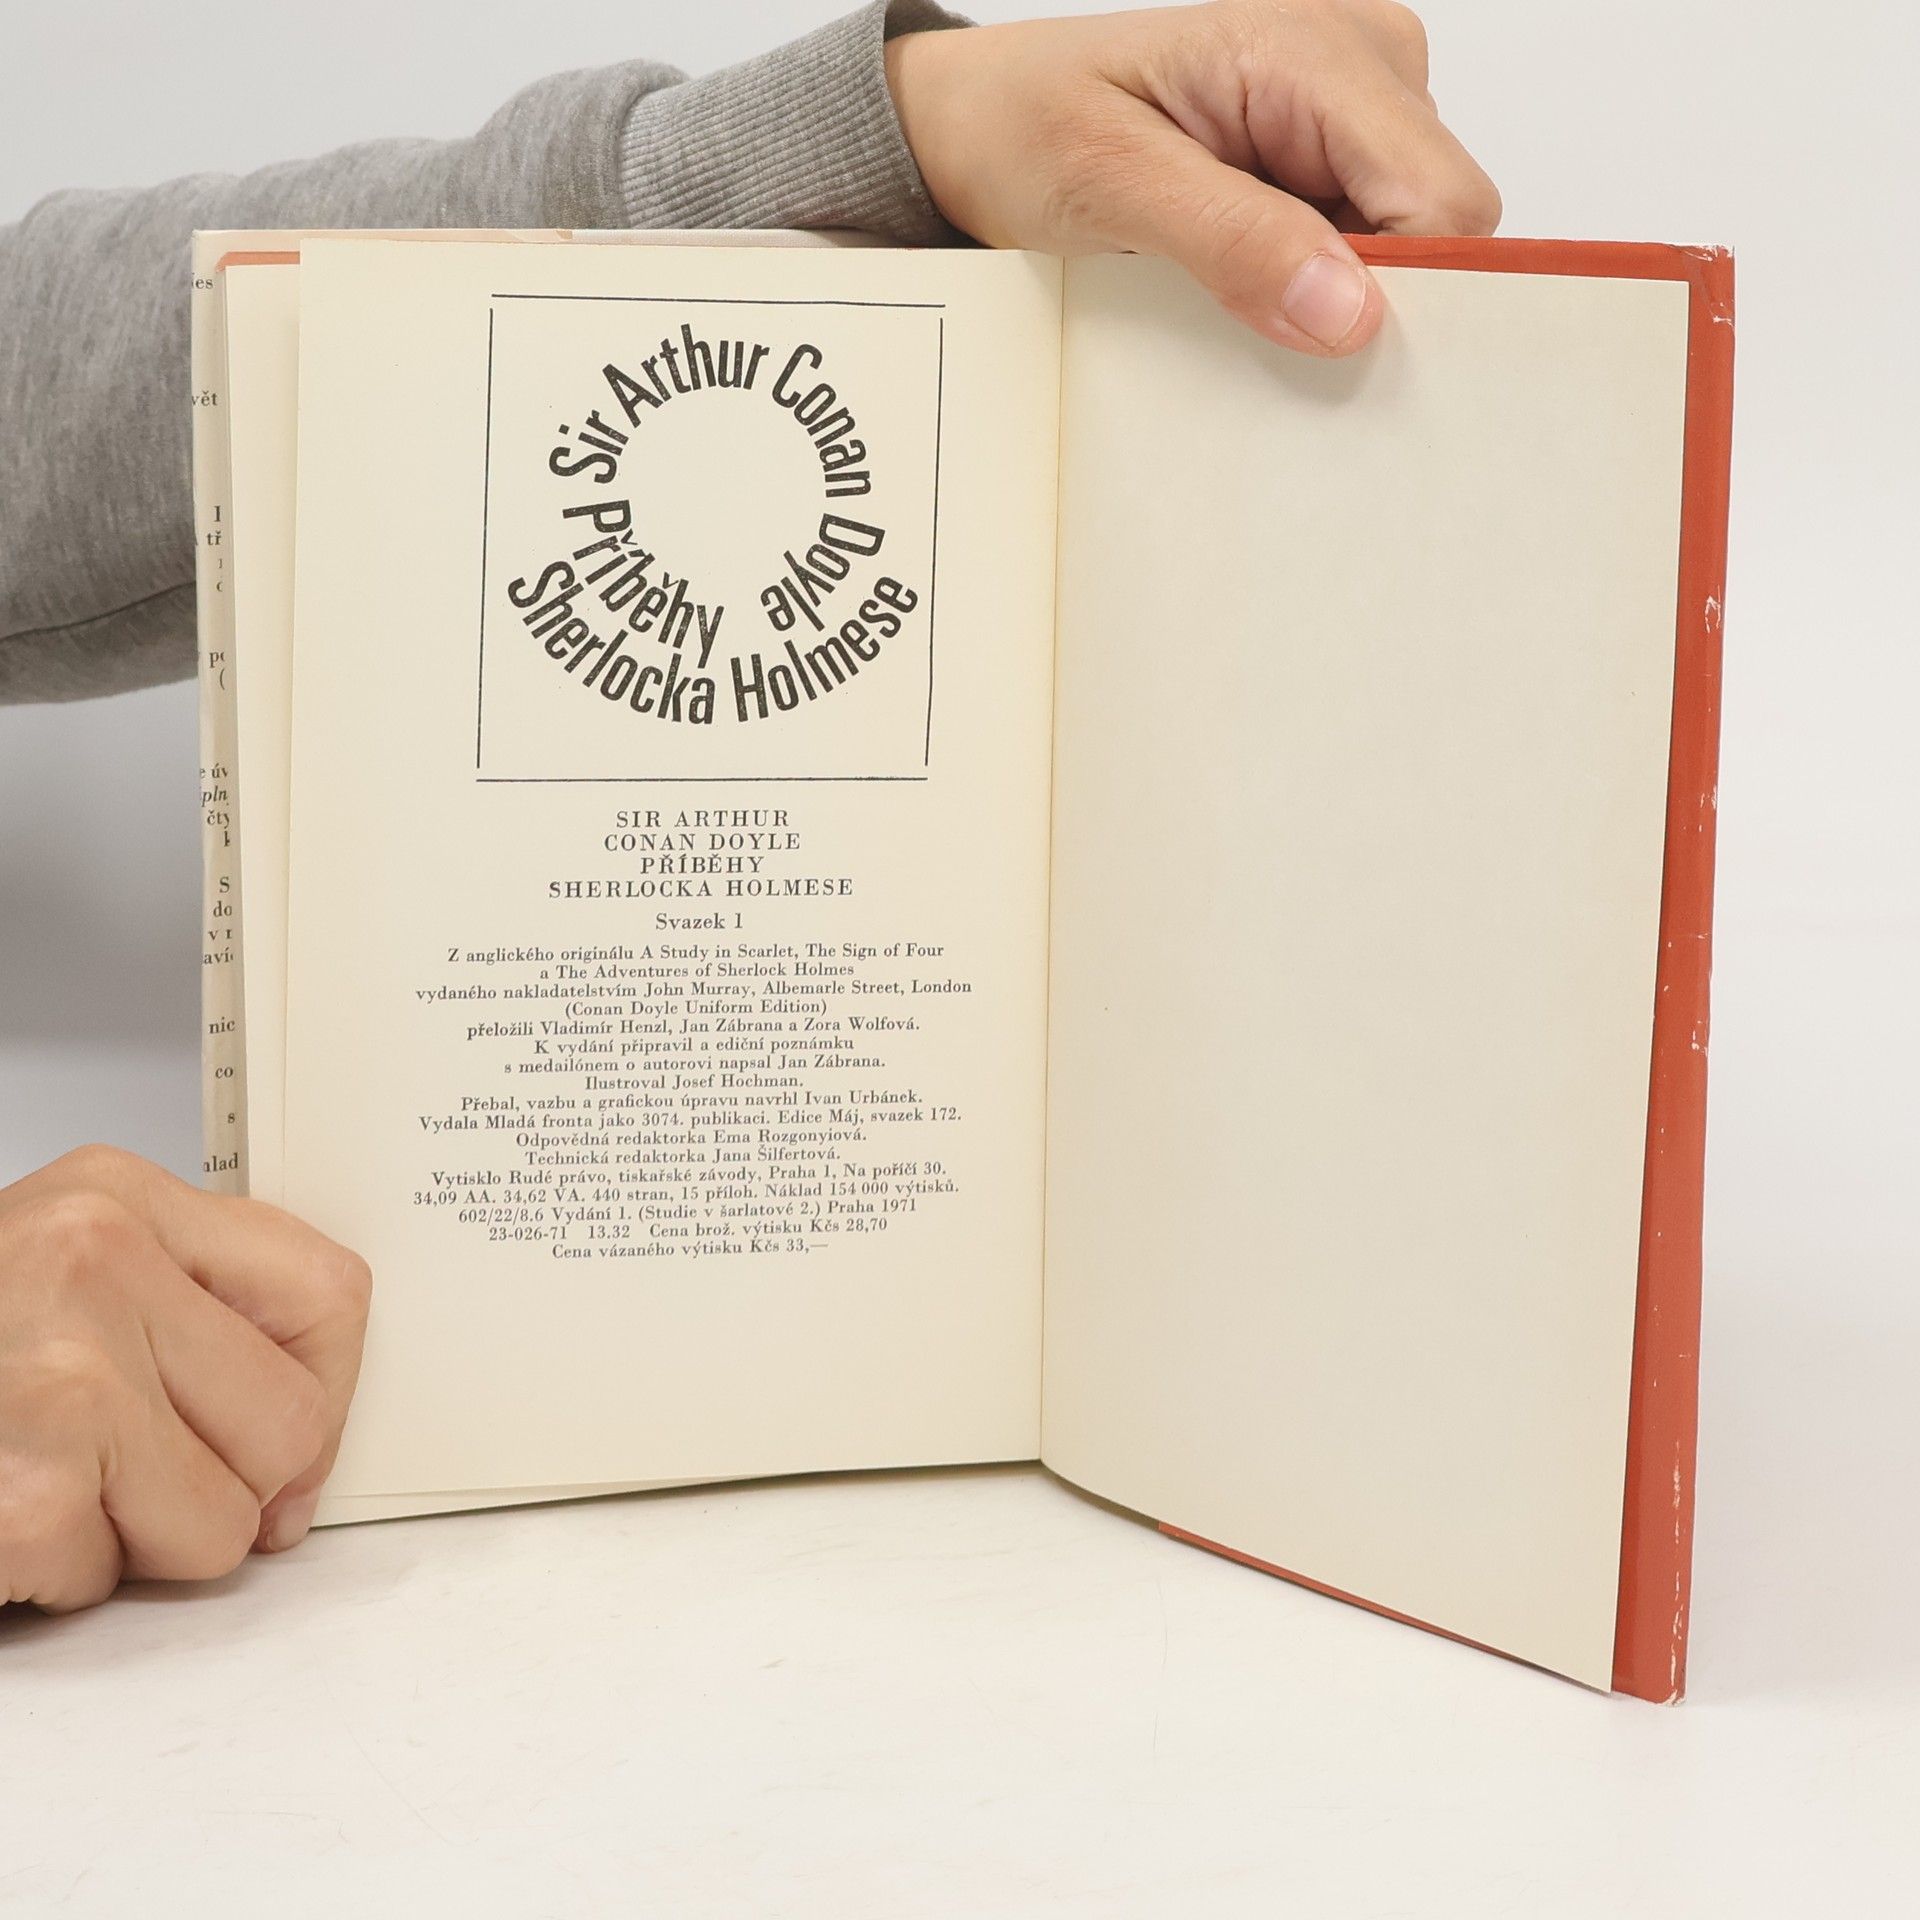 Sir Arthur Conan Doyle
Příběhy
Sherlocka Holmese
SIR ARTHUR
CONAN DOYLE
PŘÍBĚHY
SHERLOCKA HOLMESE
Svazek 1
Z anglického originálu A Study in Scarlet, The Sign of Four
a The Adventures of Sherlock Holmes
vydaného nakladatelstvím John Murray, Albemarle Street, London
(Conan Doyle Uniform Edition)
přeložili Vladimír Henzl, Jan Zábrana a Zora Wolfová.
K vydání připravil a ediční poznámku
s medailónem o autorovi napsal Jan Zábrana.
Ilustroval Josef Hochman.
Přebal, vazbu a grafickou úpravu navrhl Ivan Urbánek.
Vydala Mladá fronta jako 3074. publikaci. Edice Máj, svazek 172.
Odpovědná redaktorka Ema Rozgonyiová.
Technická redaktorka Jana Šilfertová.
Vytisklo Rudé právo, tiskařské závody, Praha 1, Na poříčí 30.
34,09 AA. 34,62 VA. 440 stran, 15 příloh. Náklad 154 000 výtisků.
602/22/8.6 Vydání 1. (Studie v šarlatové 2.) Praha 1971
23-026-71 13.32 Cena brož. výtisku Kčs 28,70
Cena vázaného výtisku Kčs 33,—